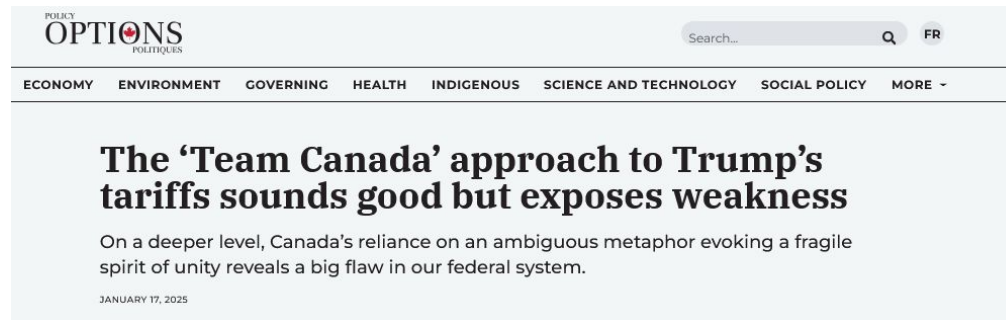 POLICY
OPTIONS
POLITIQUES
Search...
FR
ECONOMY ENVIRONMENT GOVERNING HEALTH INDIGENOUS SCIENCE AND TECHNOLOGY SOCIAL POLICY MORE
The ‘Team Canada’ approach to Trump’s
tariffs sounds good but exposes weakness
On a deeper level, Canada’s reliance on an ambiguous metaphor evoking a fragile
spirit of unity reveals a big flaw in our federal system.
JANUARY 17, 2025